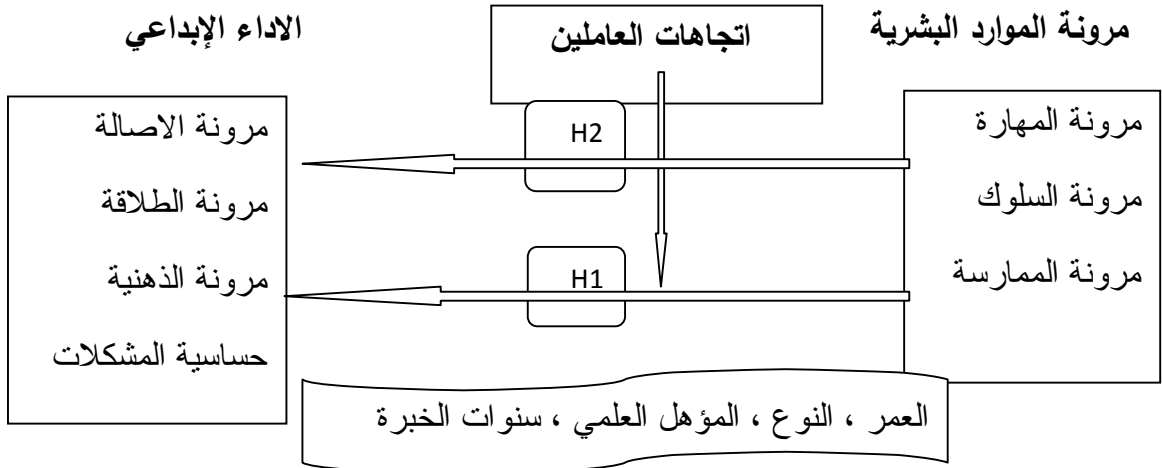 مرونة الموارد البشرية
اتجاهات العاملين
الاداء الإبداعي
مرونة المهارة
مرونة السلوك
مرونة الممارسة
H2
H1
مرونة الاصالة
مرونة الطلاقة
مرونة الذهنية
حساسية المشكلات
العمر ، النوع ، المؤهل العلمي ، سنوات الخبرة